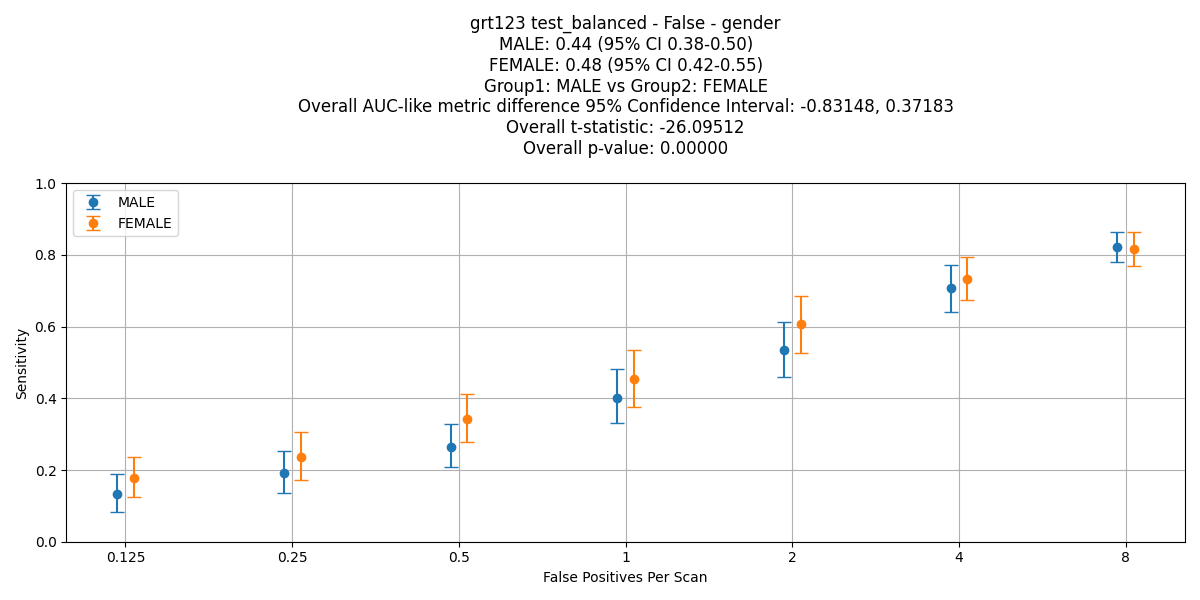 grt123 test_balanced - False - gender
MALE: 0.44 (95% CI 0.38-0.50)
FEMALE: 0.48 (95% CI 0.42-0.55)
Group1: MALE vs Group2: FEMALE
Overall AUC-like metric difference 95% Confidence Interval: -0.83148, 0.37183
Overall t-statistic: -26.09512
Overall p-value: 0.00000
MALE
FEMALE
1.0
0.8
0.6
0.4
0.2
0.0
Sensitivity
0.125 0.25 0.5 1 2 4 8
False Positives Per Scan